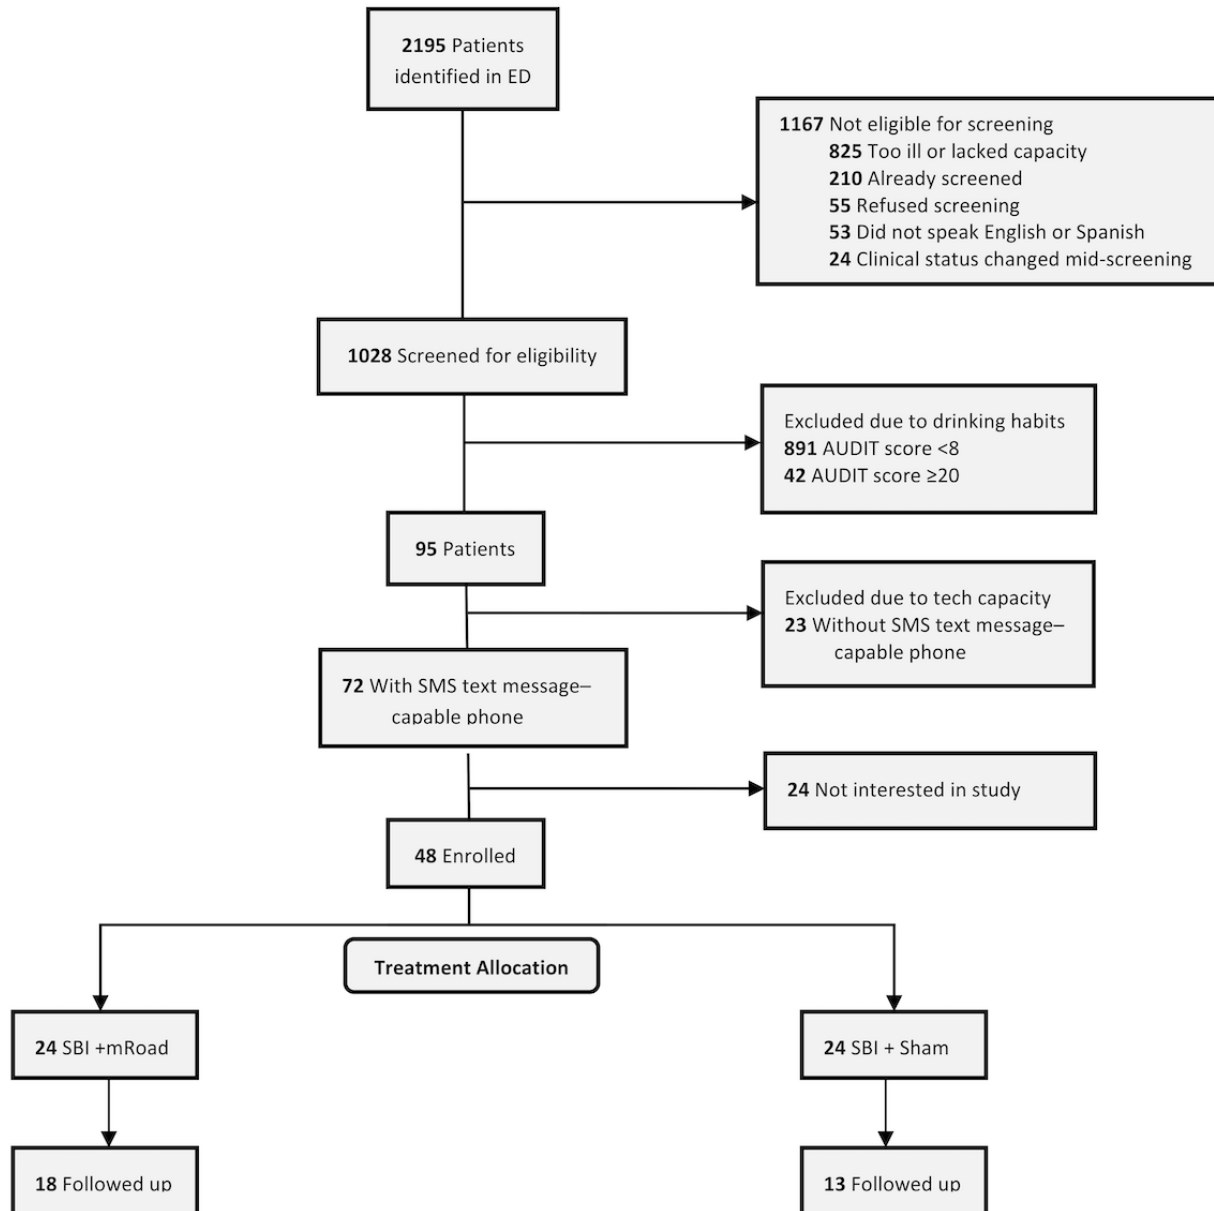 2195 Patients
identified in ED
1167 Not eligible for screening
825 Too ill or lacked capacity
210 Already screened
55 Refused screening
53 Did not speak English or Spanish
24 Clinical status changed mid-screening
1028 Screened for eligibility
Excluded due to drinking habits
891 AUDIT score <8
42 AUDIT score ≥20
95 Patients
Excluded due to tech capacity
23 Without SMS text message–
capable phone
72 With SMS text message–
capable phone
24 Not interested in study
48 Enrolled
Treatment Allocation
24 SBI +mRoad
24 SBI + Sham
18 Followed up
13 Followed up